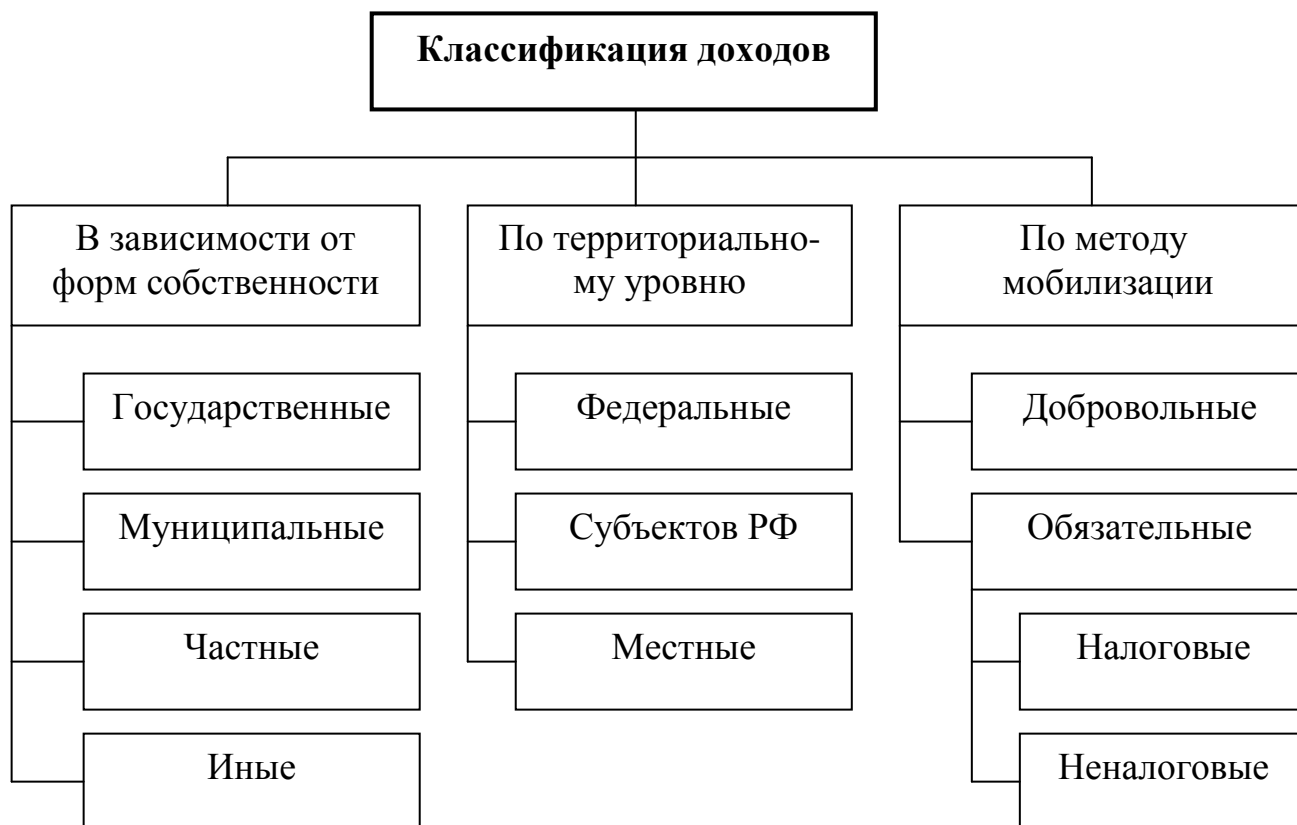 Классификация доходов
В зависимости от
форм собственности
Государственные
Муниципальные
Частные
Иные
По территориально-
му уровню
Федеральные
Субъектов РФ
Местные
По методу
мобилизации
Добровольные
Обязательные
Налоговые
Неналоговые